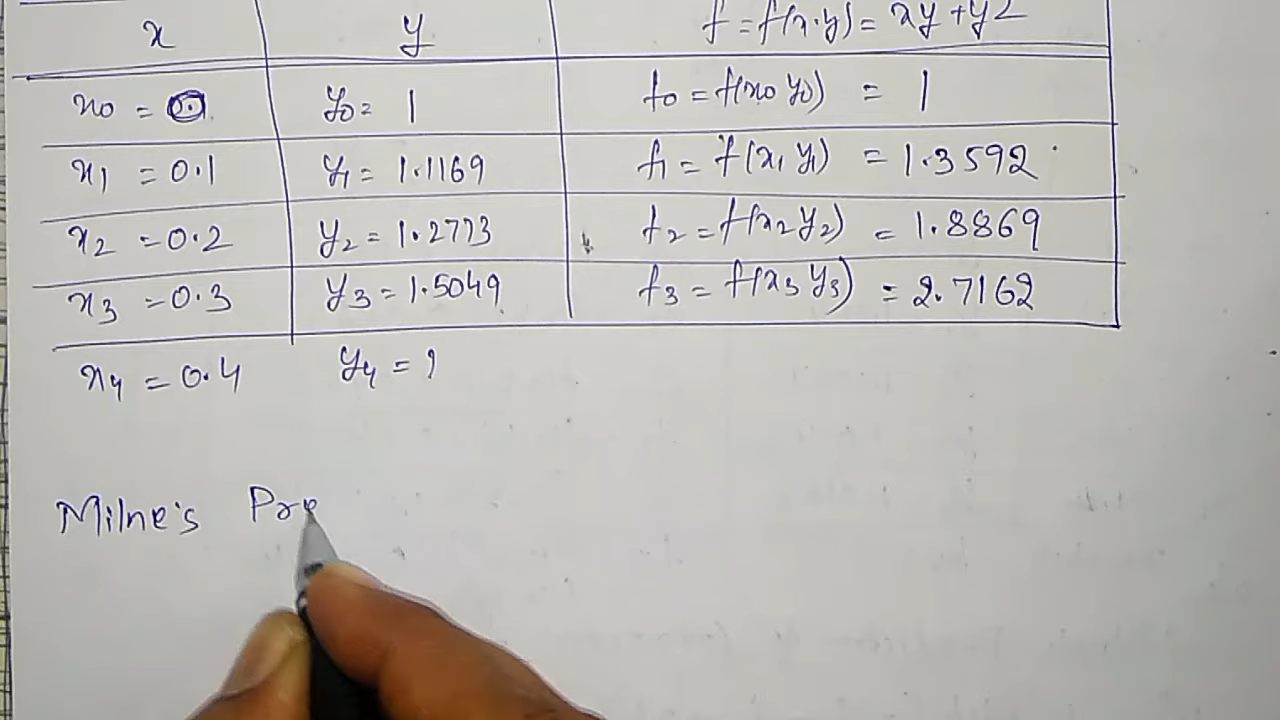 x y f = f(x.y) = xy + y2
x0 = 0. y0 = 1 f0 = f(x0 y0) = 1
x1 = 0.1 y1 = 1.1169 f1 = f(x1 y1) = 1.3592
x2 = 0.2 y2 = 1.2773 f2 = f(x2 y2) = 1.8869
x3 = 0.3 y3 = 1.5049 f3 = f(x3 y3) = 2.7162
x4 = 0.4 y4 = ?
Milne's Pre